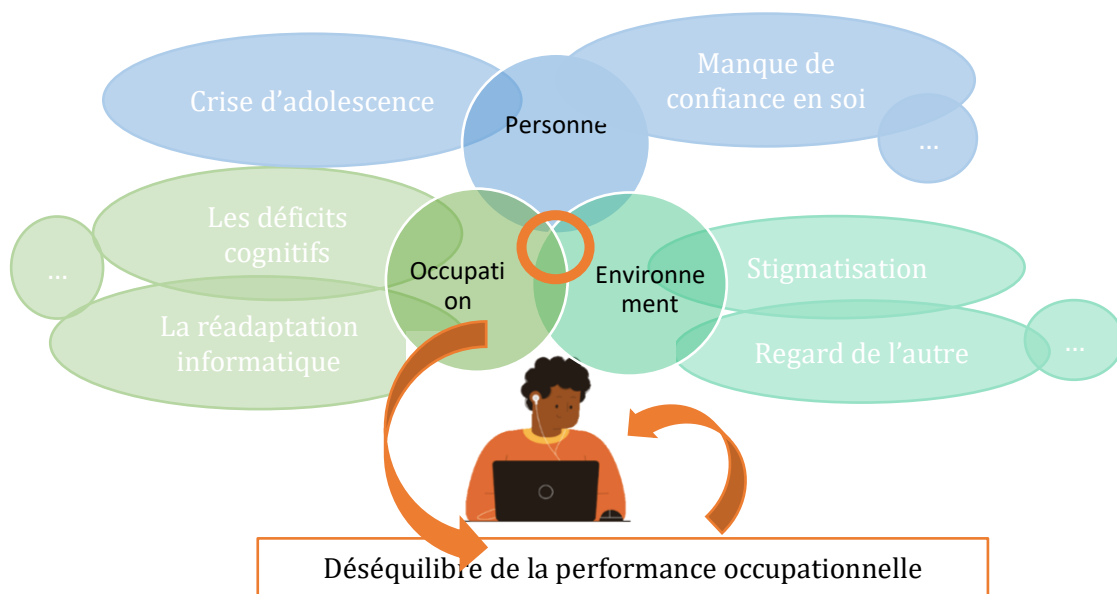 Crise d’adolescence
Manque de
confiance en soi
Personne
...
Les déficits
cognitifs
...
Occupati
on
Environne
ment
Stigmatisation
La réadaptation
informatique
Regard de l’autre
...
Déséquilibre de la performance occupationnelle